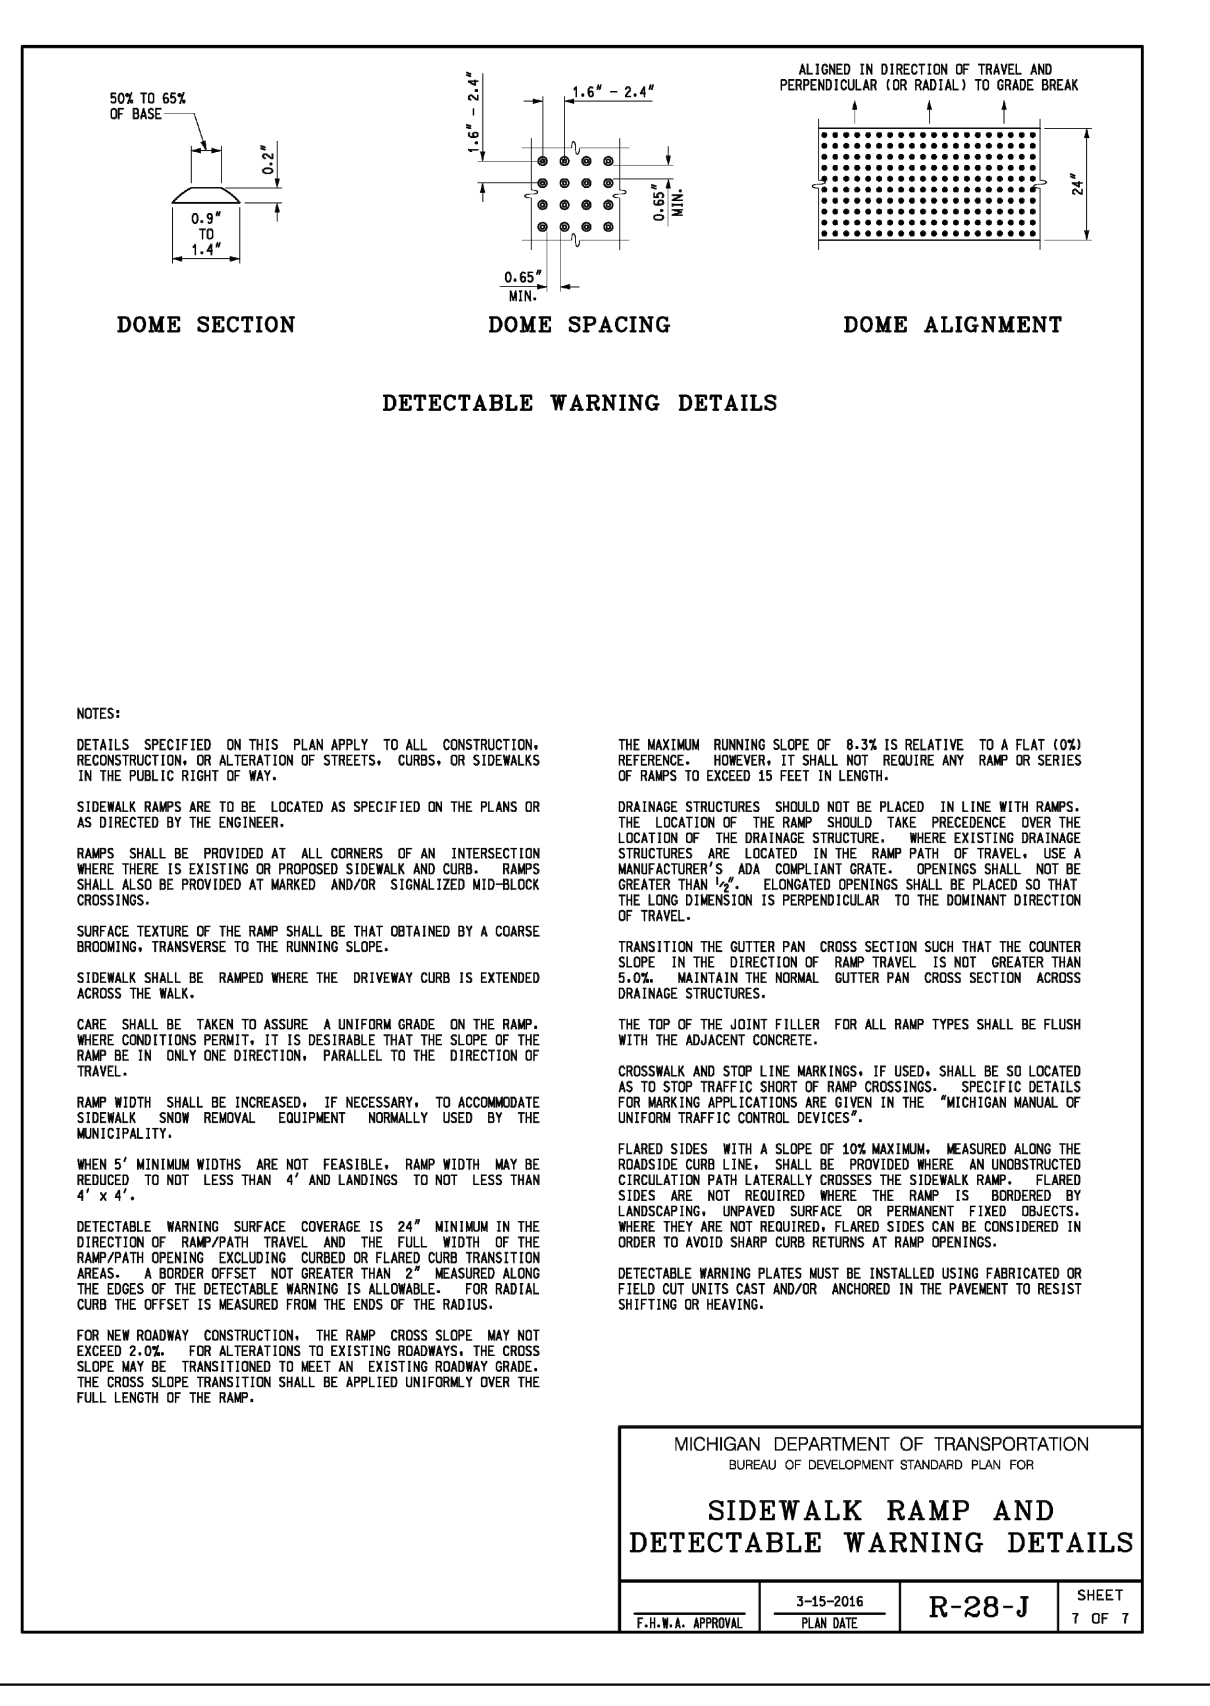 ALIGNED IN DIRECTION OF TRAVEL AND
PERPENDICULAR (OR RADIAL) TO GRADE BREAK
50% TO 65%
OF BASE
0.2"
0.9"
TO
1.4"
1.6" - 2.4"
1.6" - 2.4"
0.65"
MIN.
0.65"
MIN.
24"
DOME SECTION
DOME SPACING
DOME ALIGNMENT
DETECTABLE WARNING DETAILS
NOTES:
DETAILS SPECIFIED ON THIS PLAN APPLY TO ALL CONSTRUCTION,
RECONSTRUCTION, OR ALTERATION OF STREETS, CURBS, OR SIDEWALKS
IN THE PUBLIC RIGHT OF WAY.
SIDEWALK RAMPS ARE TO BE LOCATED AS SPECIFIED ON THE PLANS OR
AS DIRECTED BY THE ENGINEER.
RAMPS SHALL BE PROVIDED AT ALL CORNERS OF AN INTERSECTION
WHERE THERE IS EXISTING OR PROPOSED SIDEWALK AND CURB. RAMPS
SHALL ALSO BE PROVIDED AT MARKED AND/OR SIGNALIZED MID-BLOCK
CROSSINGS.
SURFACE TEXTURE OF THE RAMP SHALL BE THAT OBTAINED BY A COARSE
BROOMING, TRANSVERSE TO THE RUNNING SLOPE.
SIDEWALK SHALL BE RAMPED WHERE THE DRIVEWAY CURB IS EXTENDED
ACROSS THE WALK.
CARE SHALL BE TAKEN TO ASSURE A UNIFORM GRADE ON THE RAMP.
WHERE CONDITIONS PERMIT, IT IS DESIRABLE THAT THE SLOPE OF THE
RAMP BE IN ONLY ONE DIRECTION, PARALLEL TO THE DIRECTION OF
TRAVEL.
RAMP WIDTH SHALL BE INCREASED, IF NECESSARY, TO ACCOMMODATE
SIDEWALK SNOW REMOVAL EQUIPMENT NORMALLY USED BY THE
MUNICIPALITY.
WHEN 5' MINIMUM WIDTHS ARE NOT FEASIBLE, RAMP WIDTH MAY BE
REDUCED TO NOT LESS THAN 4' AND LANDINGS TO NOT LESS THAN
4' x 4'.
DETECTABLE WARNING SURFACE COVERAGE IS 24" MINIMUM IN THE
DIRECTION OF RAMP/PATH TRAVEL AND THE FULL WIDTH OF THE
RAMP/PATH OPENING EXCLUDING CURBED OR FLARED CURB TRANSITION
AREAS. A BORDER OFFSET NOT GREATER THAN 2" MEASURED ALONG
THE EDGES OF THE DETECTABLE WARNING IS ALLOWABLE. FOR RADIAL
CURB THE OFFSET IS MEASURED FROM THE ENDS OF THE RADIUS.
FOR NEW ROADWAY CONSTRUCTION, THE RAMP CROSS SLOPE MAY NOT
EXCEED 2.0%. FOR ALTERATIONS TO EXISTING ROADWAYS, THE CROSS
SLOPE MAY BE TRANSITIONED TO MEET AN EXISTING ROADWAY GRADE.
THE CROSS SLOPE TRANSITION SHALL BE APPLIED UNIFORMLY OVER THE
FULL LENGTH OF THE RAMP.
THE MAXIMUM RUNNING SLOPE OF 8.3% IS RELATIVE TO A FLAT (0%)
REFERENCE. HOWEVER, IT SHALL NOT REQUIRE ANY RAMP OR SERIES
OF RAMPS TO EXCEED 15 FEET IN LENGTH.
DRAINAGE STRUCTURES SHOULD NOT BE PLACED IN LINE WITH RAMPS.
THE LOCATION OF THE RAMP SHOULD TAKE PRECEDENCE OVER THE
LOCATION OF THE DRAINAGE STRUCTURE. WHERE EXISTING DRAINAGE
STRUCTURES ARE LOCATED IN THE RAMP PATH OF TRAVEL, USE A
MANUFACTURER'S ADA COMPLIANT GRATE. OPENINGS SHALL NOT BE
GREATER THAN 1/2". ELONGATED OPENINGS SHALL BE PLACED SO THAT
THE LONG DIMENSION IS PERPENDICULAR TO THE DOMINANT DIRECTION
OF TRAVEL.
TRANSITION THE GUTTER PAN CROSS SECTION SUCH THAT THE COUNTER
SLOPE IN THE DIRECTION OF RAMP TRAVEL IS NOT GREATER THAN
5.0%. MAINTAIN THE NORMAL GUTTER PAN CROSS SECTION ACROSS
DRAINAGE STRUCTURES.
THE TOP OF THE JOINT FILLER FOR ALL RAMP TYPES SHALL BE FLUSH
WITH THE ADJACENT CONCRETE.
CROSSWALK AND STOP LINE MARKINGS, IF USED, SHALL BE SO LOCATED
AS TO STOP TRAFFIC SHORT OF RAMP CROSSINGS. SPECIFIC DETAILS
FOR MARKING APPLICATIONS ARE GIVEN IN THE "MICHIGAN MANUAL OF
UNIFORM TRAFFIC CONTROL DEVICES".
FLARED SIDES WITH A SLOPE OF 10% MAXIMUM, MEASURED ALONG THE
ROADSIDE CURB LINE, SHALL BE PROVIDED WHERE AN UNOBSTRUCTED
CIRCULATION PATH LATERALLY CROSSES THE SIDEWALK RAMP. FLARED
SIDES ARE NOT REQUIRED WHERE THE RAMP IS BORDERED BY
LANDSCAPING, UNPAVED SURFACE OR PERMANENT FIXED OBJECTS.
WHERE THEY ARE NOT REQUIRED, FLARED SIDES CAN BE CONSIDERED IN
ORDER TO AVOID SHARP CURB RETURNS AT RAMP OPENINGS.
DETECTABLE WARNING PLATES MUST BE INSTALLED USING FABRICATED OR
FIELD CUT UNITS CAST AND/OR ANCHORED IN THE PAVEMENT TO RESIST
SHIFTING OR HEAVING.
MICHIGAN DEPARTMENT OF TRANSPORTATION
BUREAU OF DEVELOPMENT STANDARD PLAN FOR
SIDEWALK RAMP AND
DETECTABLE WARNING DETAILS
F.H.W.A. APPROVAL
3-15-2016
PLAN DATE
R-28-J
SHEET
7 OF 7